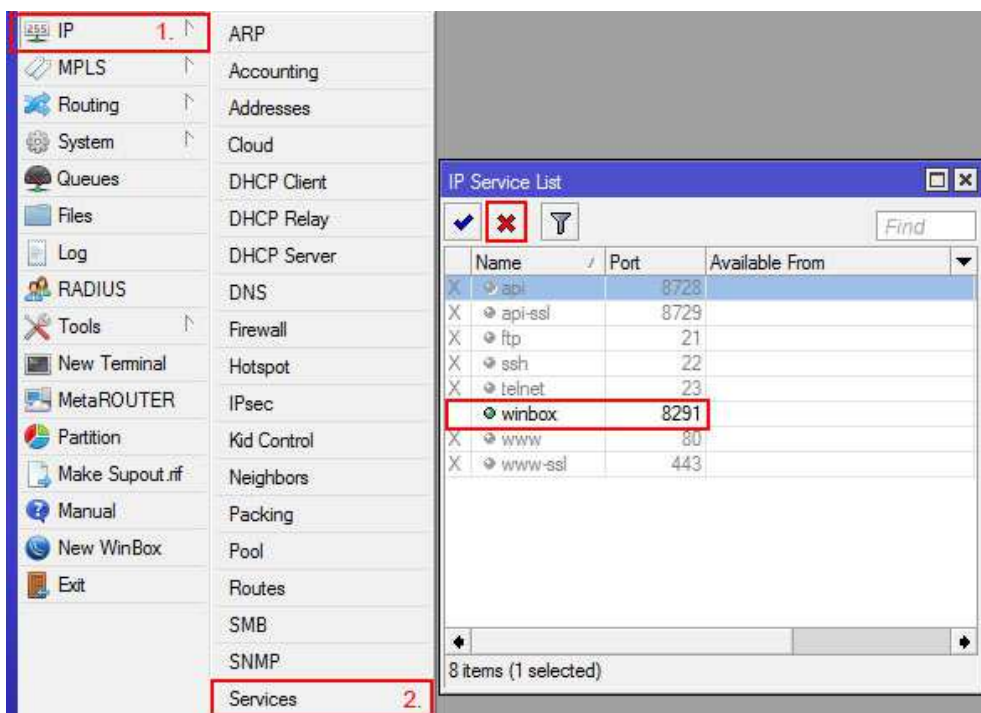 255 IP 1.
MPLS
Routing
System
Queues
Files
Log
RADIUS
Tools
New Terminal
MetaROUTER
Partition
Make Supout.rif
Manual
New WinBox
Exit
ARP
Accounting
Addresses
Cloud
DHCP Client
DHCP Relay
DHCP Server
DNS
Firewall
Hotspot
IPsec
Kid Control
Neighbors
Packing
Pool
Routes
SMB
SNMP
Services 2.
IP Service List
Find
Name / Port Available From
X api 8728
X api-ssl 8729
X ftp 21
X ssh 22
X telnet 23
winbox 8291
X www 80
X www-ssl 443
8 items (1 selected)